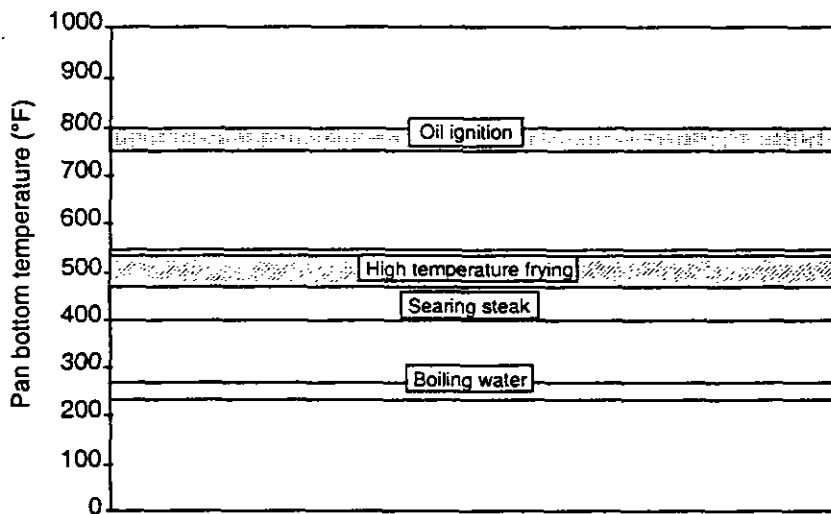 1000
900
800
700
600
500
400
300
200
100
0
Pan bottom temperature (°F)
Oil ignition
High temperature frying
Searing steak
Boiling water